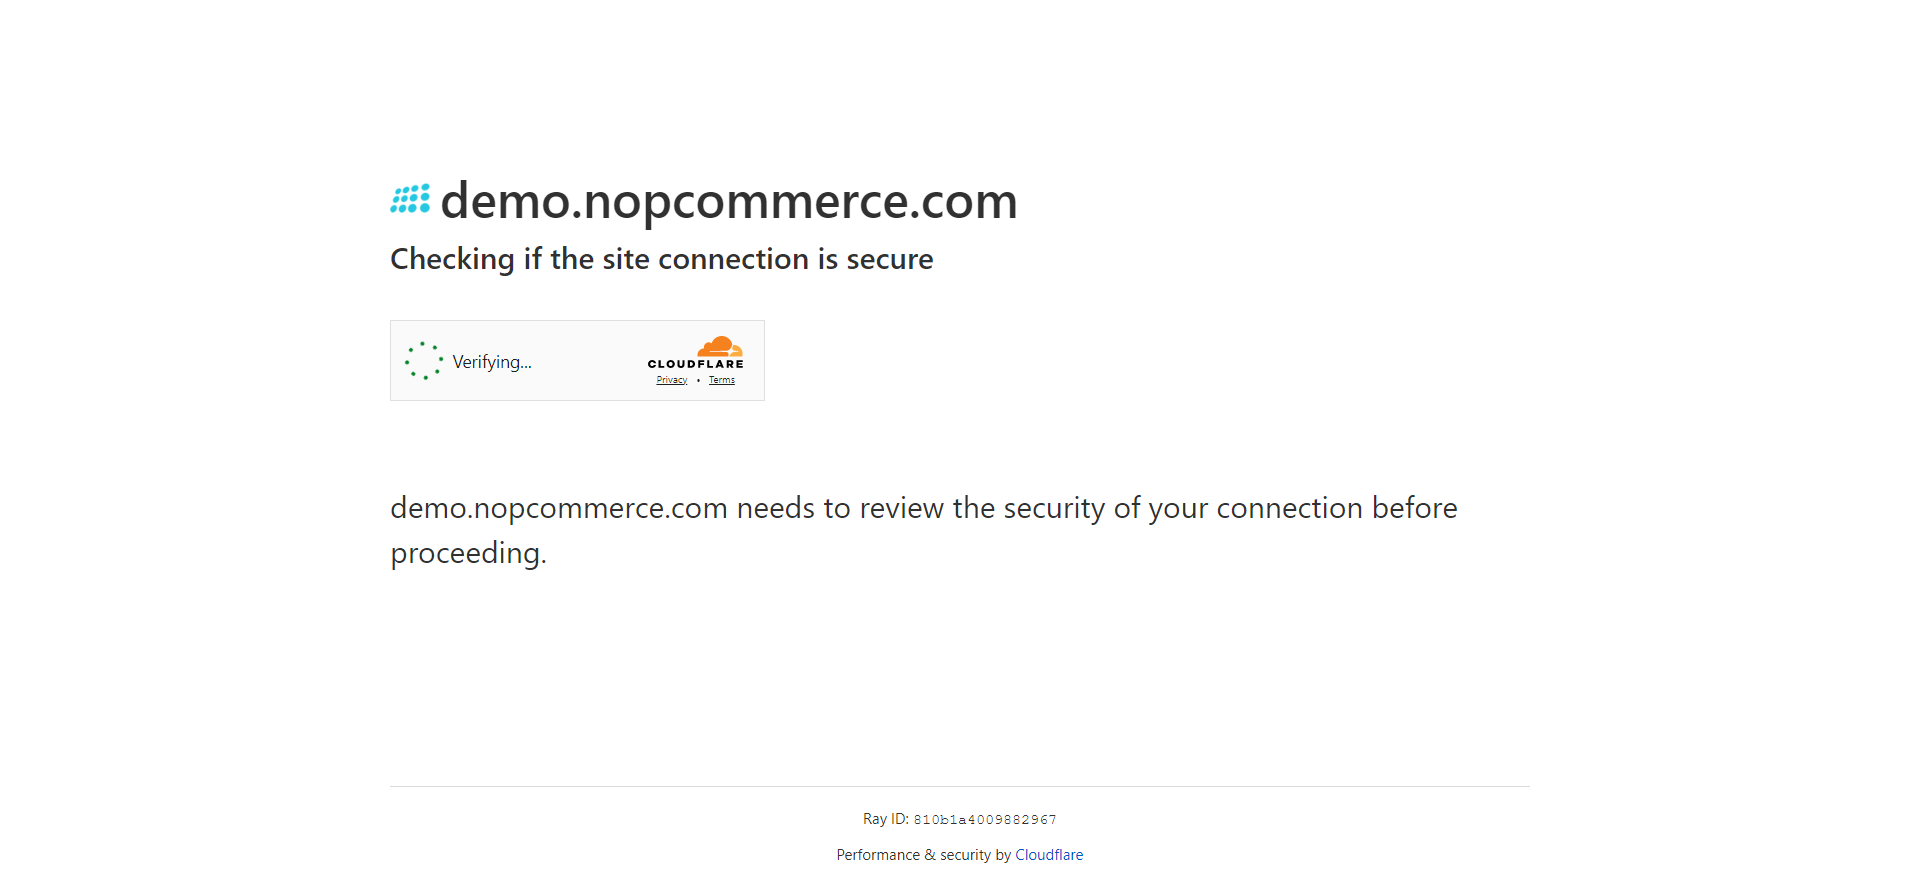 demo.nopcommerce.com
Checking if the site connection is secure
Verifying...
CLOUDFLARE
Privacy • Terms
demo.nopcommerce.com needs to review the security of your connection before
proceeding.
Ray ID: 810b1a4009882967
Performance & security by Cloudflare